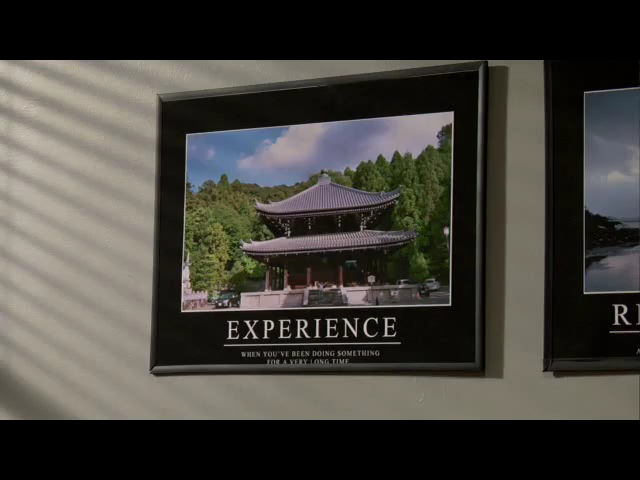 EXPERIENCE
WHEN YOU'VE BEEN DOING SOMETHING
FOR A VERY LONG TIME
R